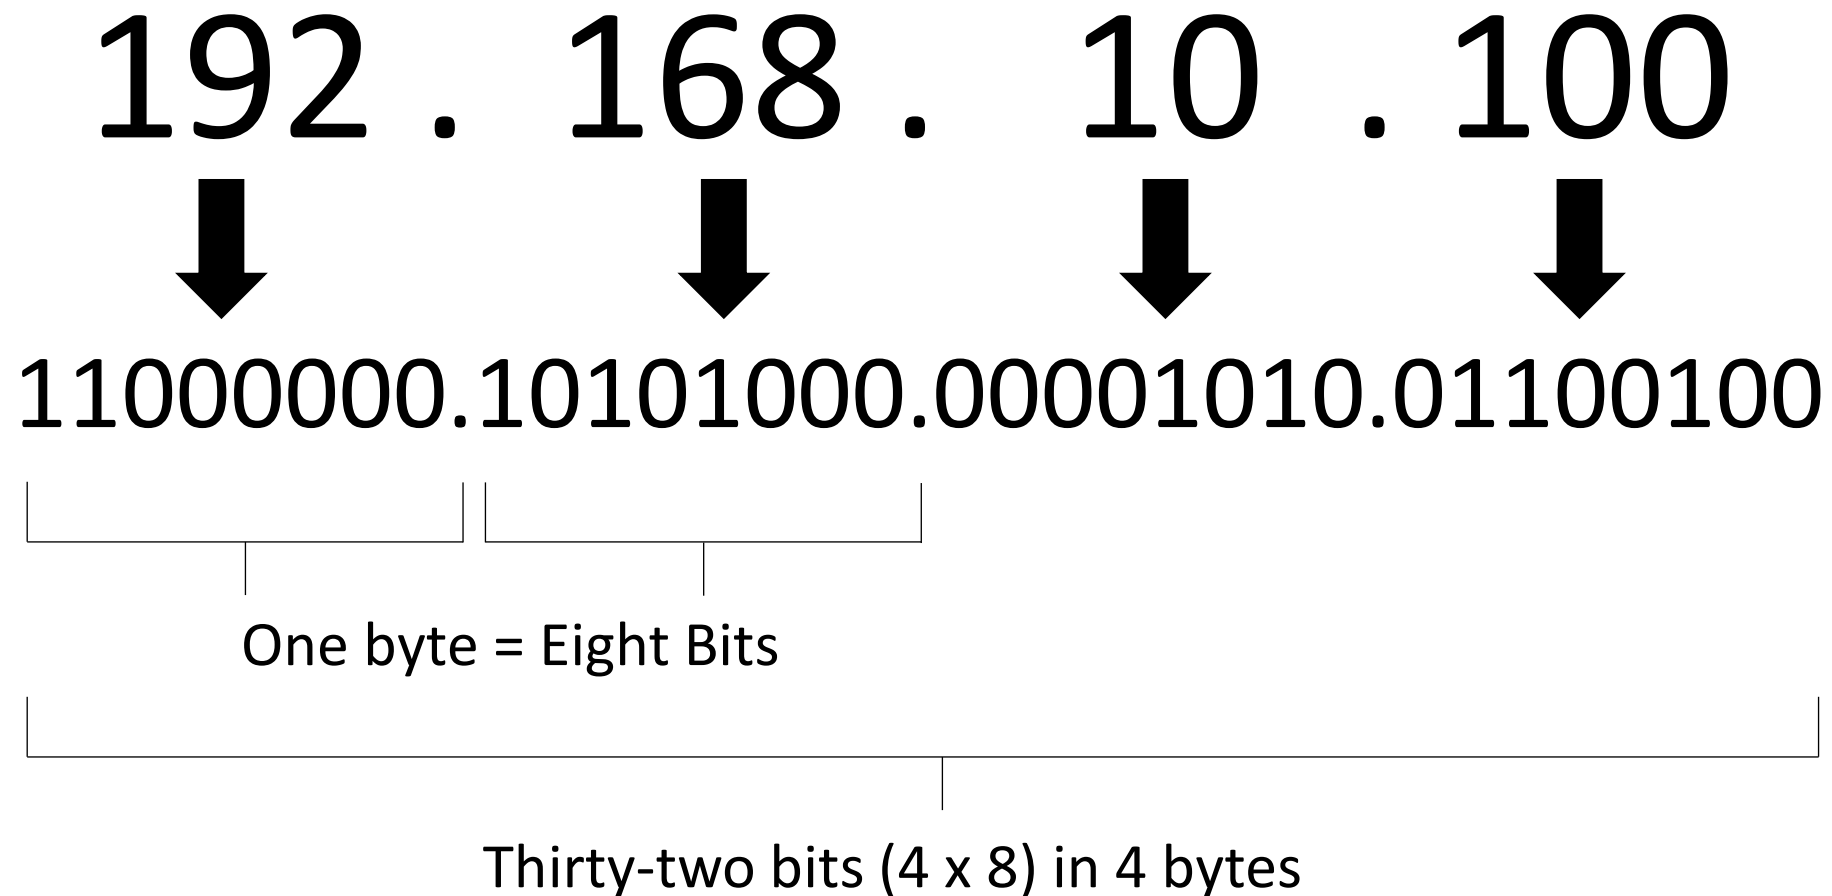 192 . 168 . 10 . 100
11000000.10101000.00001010.01100100
One byte = Eight Bits
Thirty-two bits (4 x 8) in 4 bytes